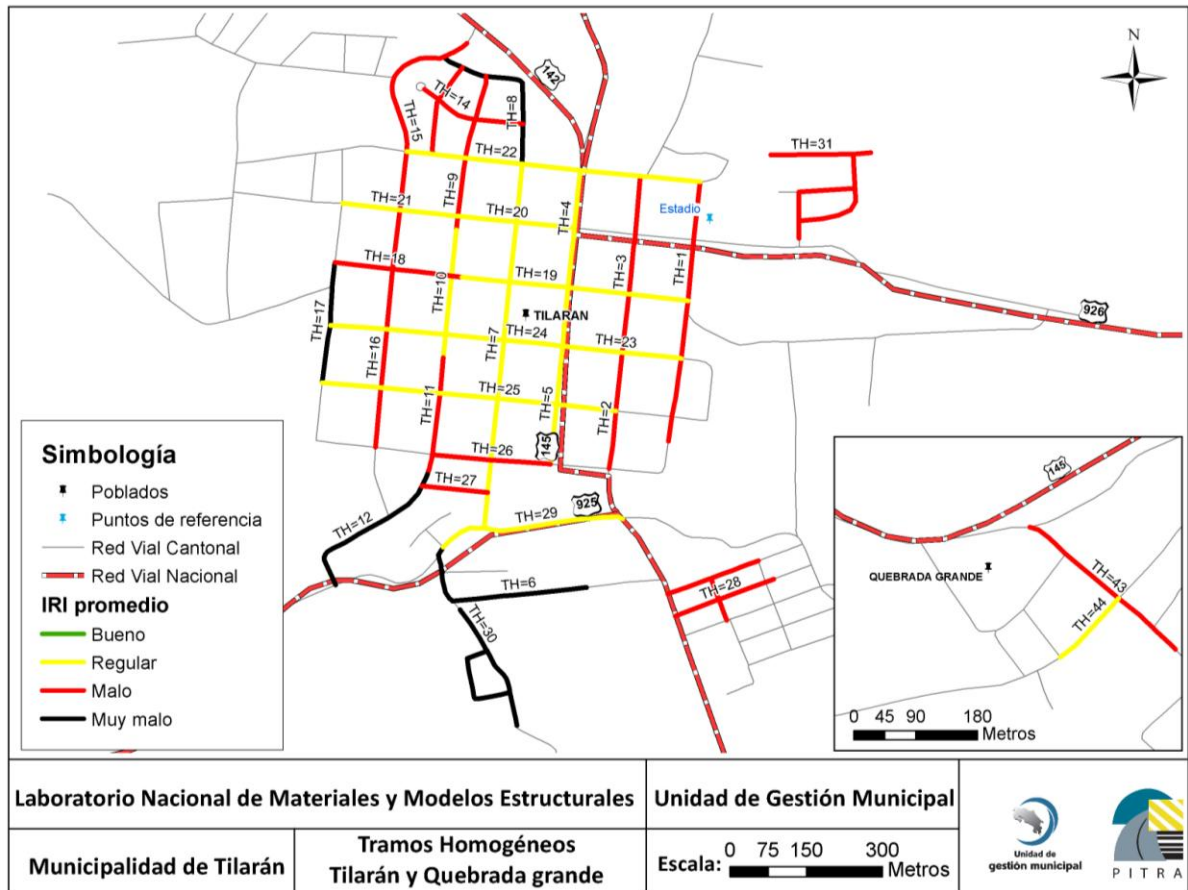 N
142
TH=14
TH=8
TH=15
TH=31
TH=22
TH=9
Estadio
TH=21
TH=20
TH=4
TH=18
TH=19
TH=3
TH=1
TH=10
TH=17
TILARAN
926
TH=24
TH=23
TH=7
TH=16
TH=11
TH=25
TH=5
TH=2
145
TH=26
TH=27
925
TH=29
TH=12
TH=6
TH=28
TH=30
Simbología
Poblados
Puntos de referencia
Red Vial Cantonal
Red Vial Nacional
IRI promedio
Bueno
Regular
Malo
Muy malo
145
QUEBRADA GRANDE
TH=43
TH=44
0 45 90 180
Metros
Laboratorio Nacional de Materiales y Modelos Estructurales
Unidad de Gestión Municipal
Municipalidad de Tilarán
Tramos Homogéneos
Tilarán y Quebrada grande
Escala: 0 75 150 300
Metros
Unidad de
gestión municipal
PITRA